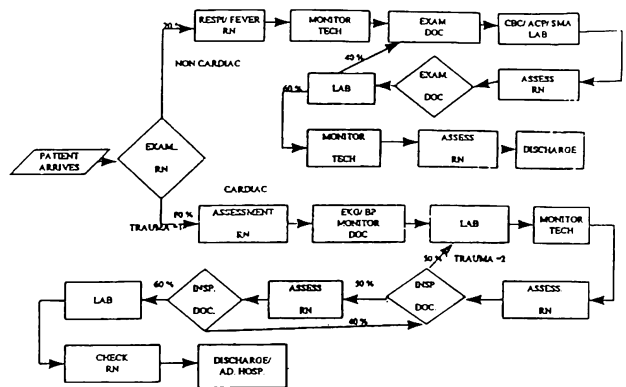 RESPI/ FEVER
RN
MONITOR
TECH
EXAM
DOC
CBC/ ACP/ SMA
LAB
20 %
NON CARDIAC
40 %
60 %
LAB
EXAM
DOC
ASSESS
RN
MONITOR
TECH
ASSESS
RN
DISCHARGE
PATIENT
ARRIVES
EXAM.
RN
CARDIAC
80 %
TRAUMA =1
ASSESSMENT
RN
EKG/ BP
MONITOR
DOC
LAB
MONITOR
TECH
50 %
TRAUMA =2
60 %
INSP.
DOC.
ASSESS
RN
50 %
INSP
DOC.
ASSESS
RN
LAB
40 %
CHECK
RN
DISCHARGE/
AD. HOSP.